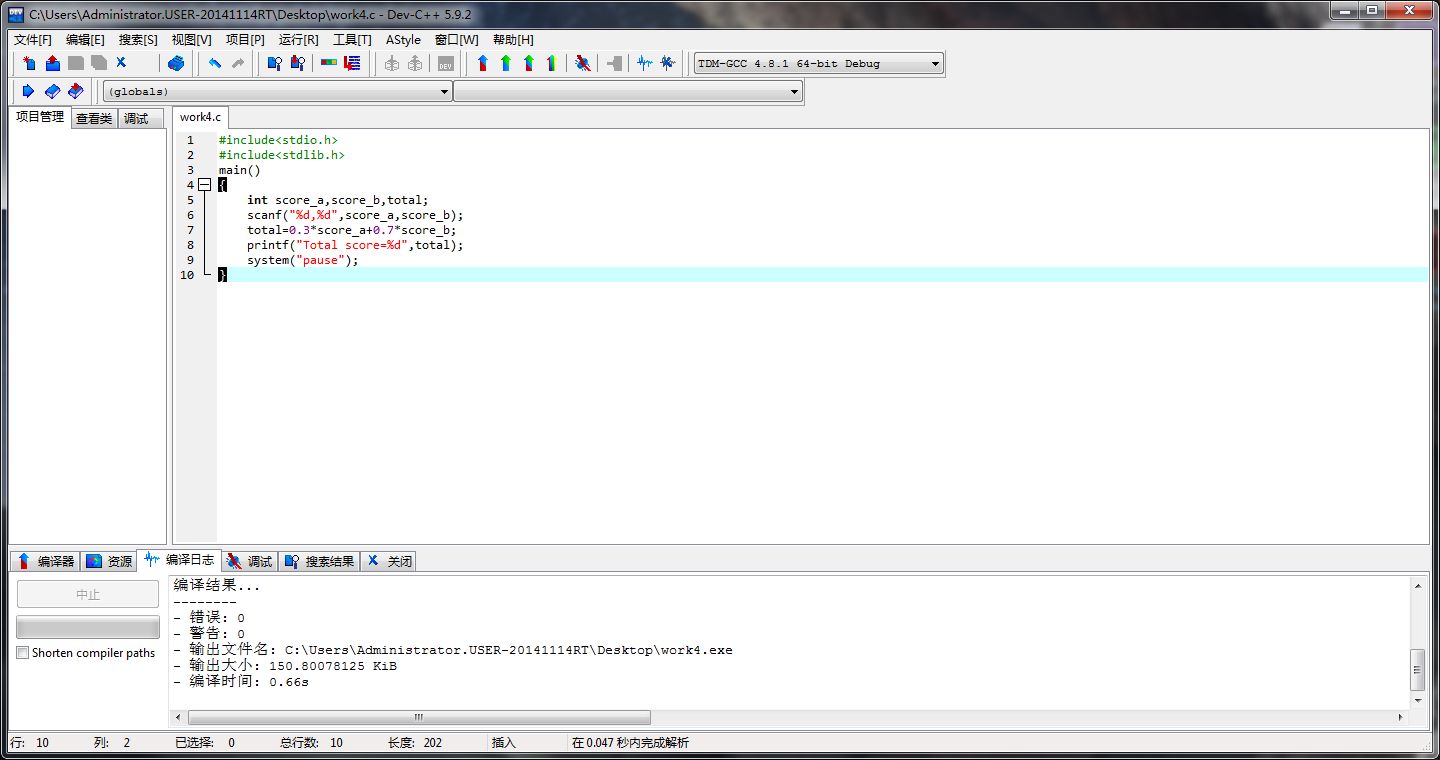 C:\Users\Administrator.USER-20141114RT\Desktop\work4.c - Dev-C++ 5.9.2
文件[F] 编辑[E] 搜索[S] 视图[V] 项目[P] 运行[R] 工具[T] AStyle 窗口[W] 帮助[H]
TDM-GCC 4.8.1 64-bit Debug
(globals)
项目管理 查看类 调试 work4.c
1 #include<stdio.h>
2 #include<stdlib.h>
3 main()
4 {
5 int score_a,score_b,total;
6 scanf("%d,%d",score_a,score_b);
7 total=0.3*score_a+0.7*score_b;
8 printf("Total score=%d",total);
9 system("pause");
10 }
编译器 资源 编译日志 调试 搜索结果 关闭
中止
Shorten compiler paths
编译结果...
--------
- 错误: 0
- 警告: 0
- 输出文件名: C:\Users\Administrator.USER-20141114RT\Desktop\work4.exe
- 输出大小: 150.80078125 KiB
- 编译时间: 0.66s
行: 10 列: 2 已选择: 0 总行数: 10 长度: 202 插入 在 0.047 秒内完成解析